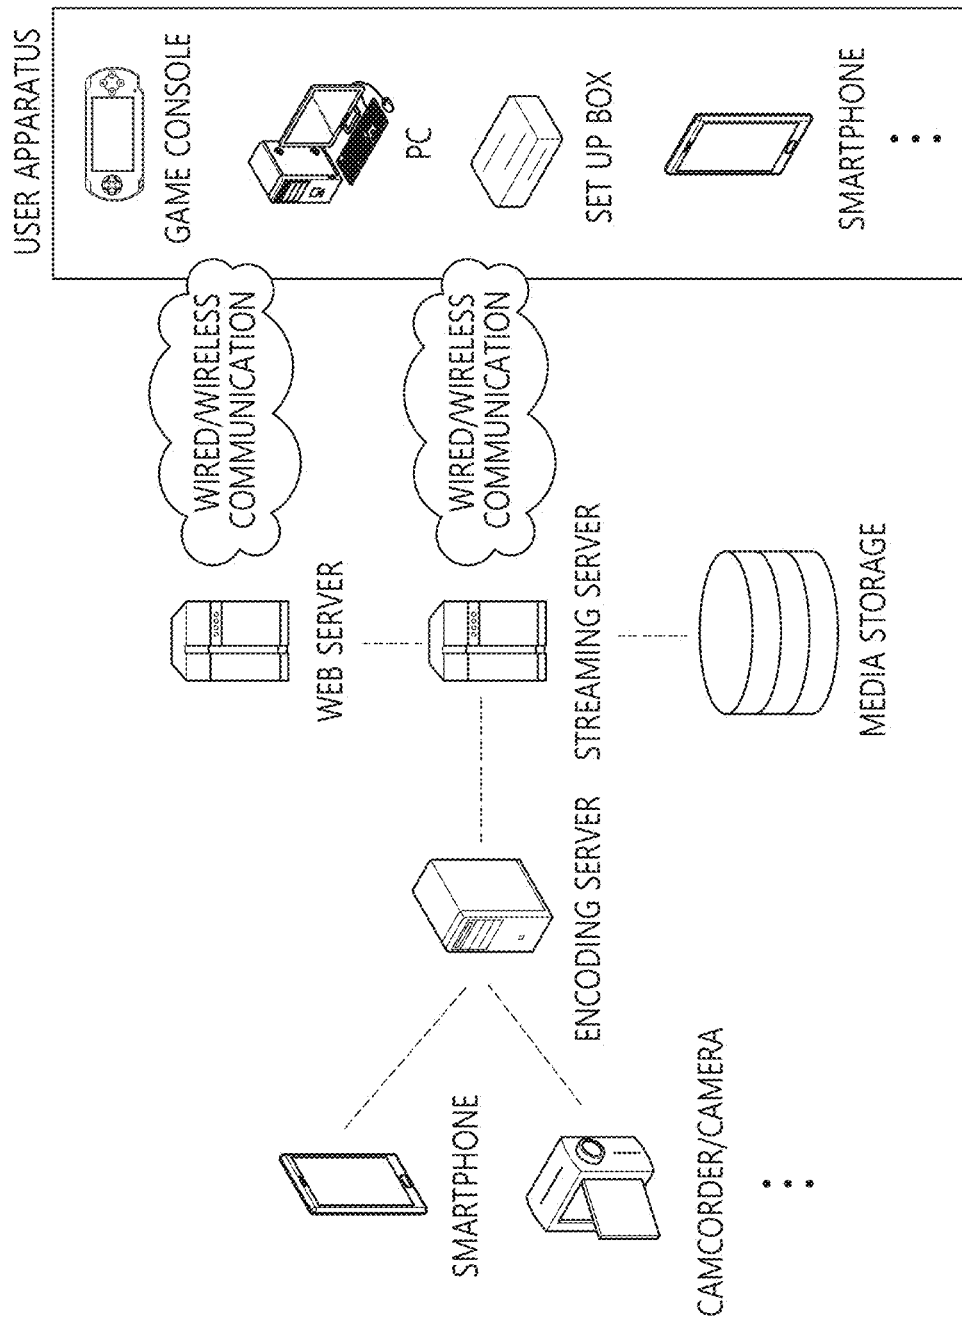 USER APPARATUS
GAME CONSOLE
PC
SET UP BOX
SMARTPHONE
WIRED/WIRELESS
COMMUNICATION
WIRED/WIRELESS
COMMUNICATION
WEB SERVER
STREAMING SERVER
MEDIA STORAGE
ENCODING SERVER
SMARTPHONE
CAMCORDER/CAMERA